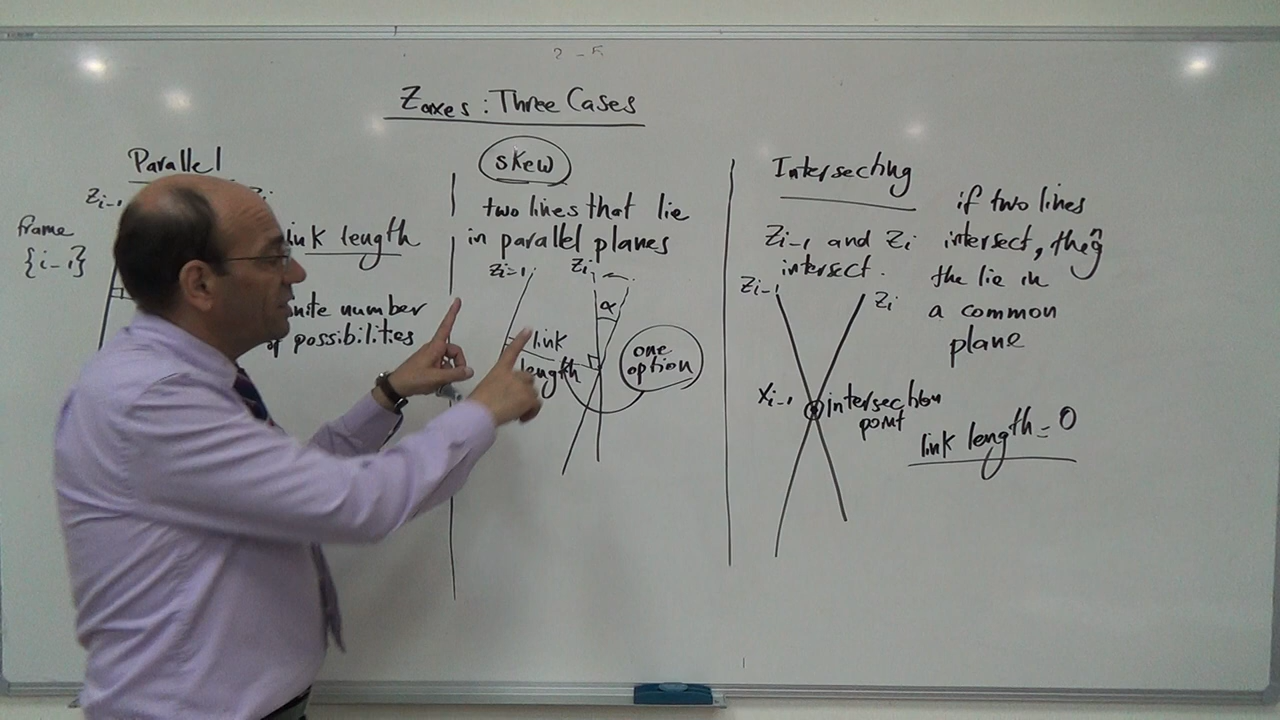 Z axes : Three Cases
Parallel
Zi-1
Zi
frame
{i-1}
link length
number
of possibilities
skew
two lines that lie
in parallel planes
Zi-1
Zi
α
link
length
one
option
Intersecting
Zi-1 and Zi
intersect.
Zi-1
Zi
Xi-1
intersection
point
if two lines
intersect, they
the lie in
a common
plane
link length = 0